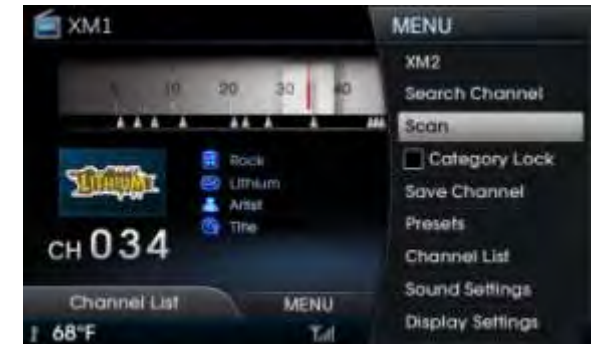 XM1
MENU
XM2
Search Channel
Scan
Category Lock
Save Channel
Presets
Channel List
Sound Settings
Display Settings
10 20 30 40
LITHIUM
Rock
Lithium
Artist
Title
CH 034
Channel List
MENU
68°F